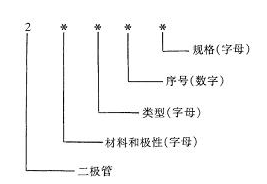 2 * * * *
规格(字母)
序号(数字)
类型(字母)
材料和极性(字母)
二极管